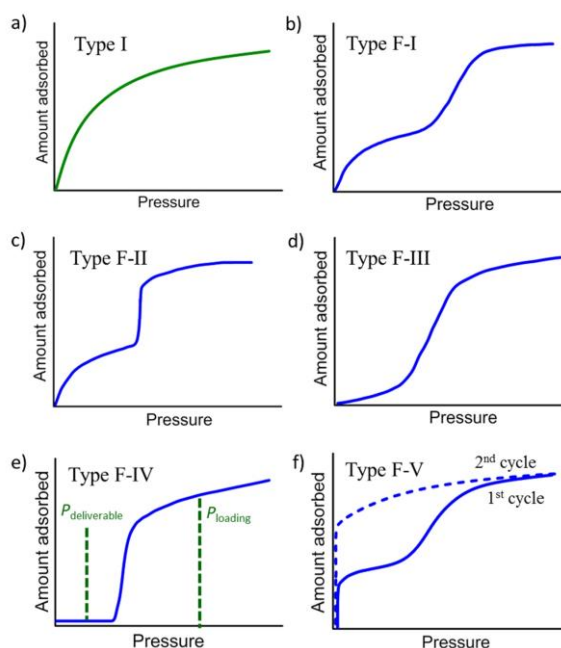 a)
Type I
Amount adsorbed
Pressure
b)
Type F-I
Amount adsorbed
Pressure
c)
Type F-II
Amount adsorbed
Pressure
d)
Type F-III
Amount adsorbed
Pressure
e)
Type F-IV
Pdeliverable
Ploading
Amount adsorbed
Pressure
f)
Type F-V
2nd cycle
1st cycle
Amount adsorbed
Pressure